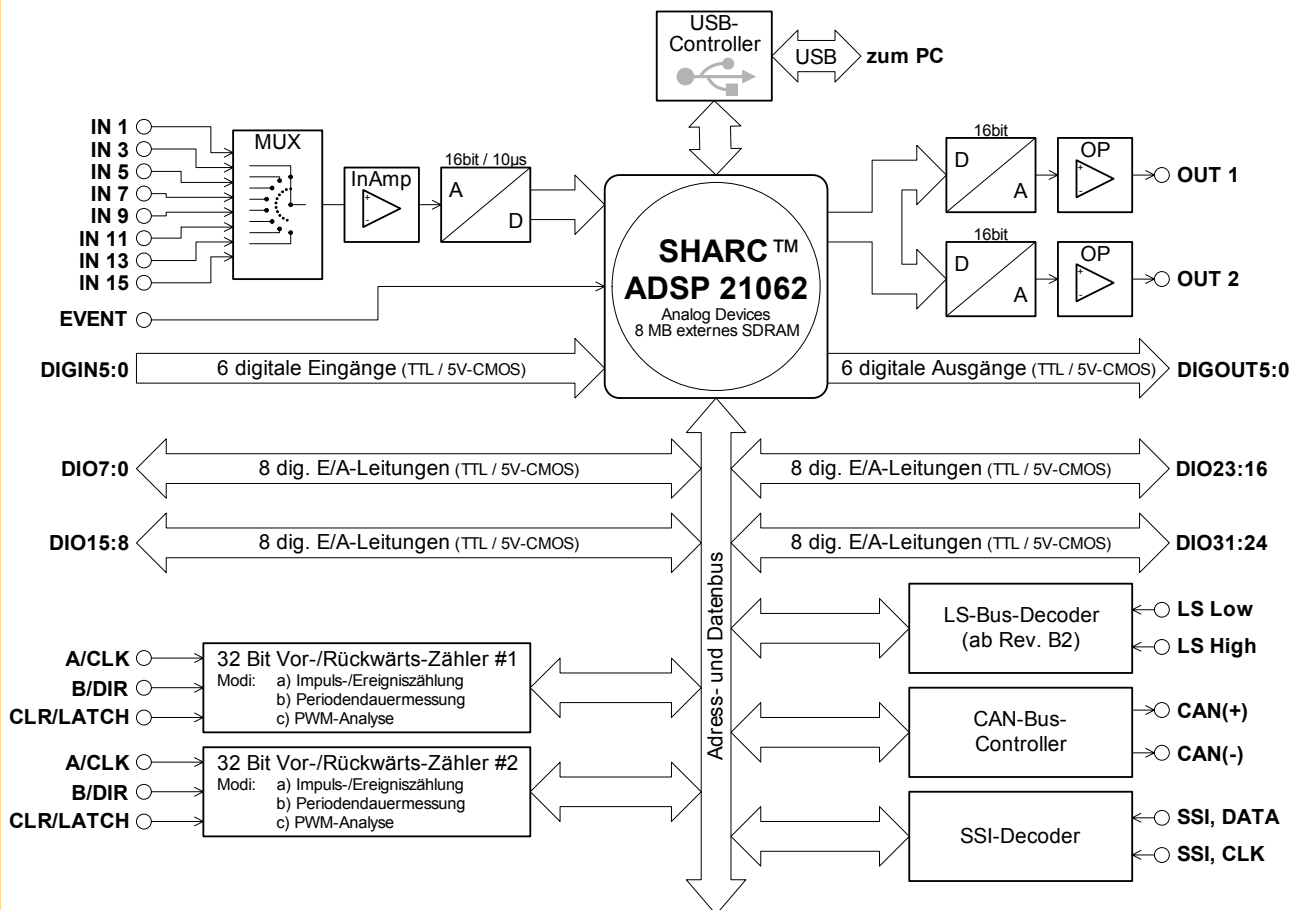 USB-
Controller
USB
zum PC
IN 1
IN 3
IN 5
IN 7
IN 9
IN 11
IN 13
IN 15
MUX
InAmp
16bit / 10µs
A
D
EVENT
DIGIN5:0
6 digitale Eingänge (TTL / 5V-CMOS)
SHARC™
ADSP 21062
Analog Devices
8 MB externes SDRAM
16bit
D
A
OP
OUT 1
16bit
D
A
OP
OUT 2
6 digitale Ausgänge (TTL / 5V-CMOS)
DIGOUT5:0
DIO7:0
8 dig. E/A-Leitungen (TTL / 5V-CMOS)
8 dig. E/A-Leitungen (TTL / 5V-CMOS)
DIO23:16
DIO15:8
8 dig. E/A-Leitungen (TTL / 5V-CMOS)
8 dig. E/A-Leitungen (TTL / 5V-CMOS)
DIO31:24
Adress- und Datenbus
A/CLK
B/DIR
CLR/LATCH
32 Bit Vor-/Rückwärts-Zähler #1
Modi: a) Impuls-/Ereigniszählung
b) Periodendauermessung
c) PWM-Analyse
A/CLK
B/DIR
CLR/LATCH
32 Bit Vor-/Rückwärts-Zähler #2
Modi: a) Impuls-/Ereigniszählung
b) Periodendauermessung
c) PWM-Analyse
LS-Bus-Decoder
(ab Rev. B2)
LS Low
LS High
CAN-Bus-
Controller
CAN(+)
CAN(-)
SSI-Decoder
SSI, DATA
SSI, CLK